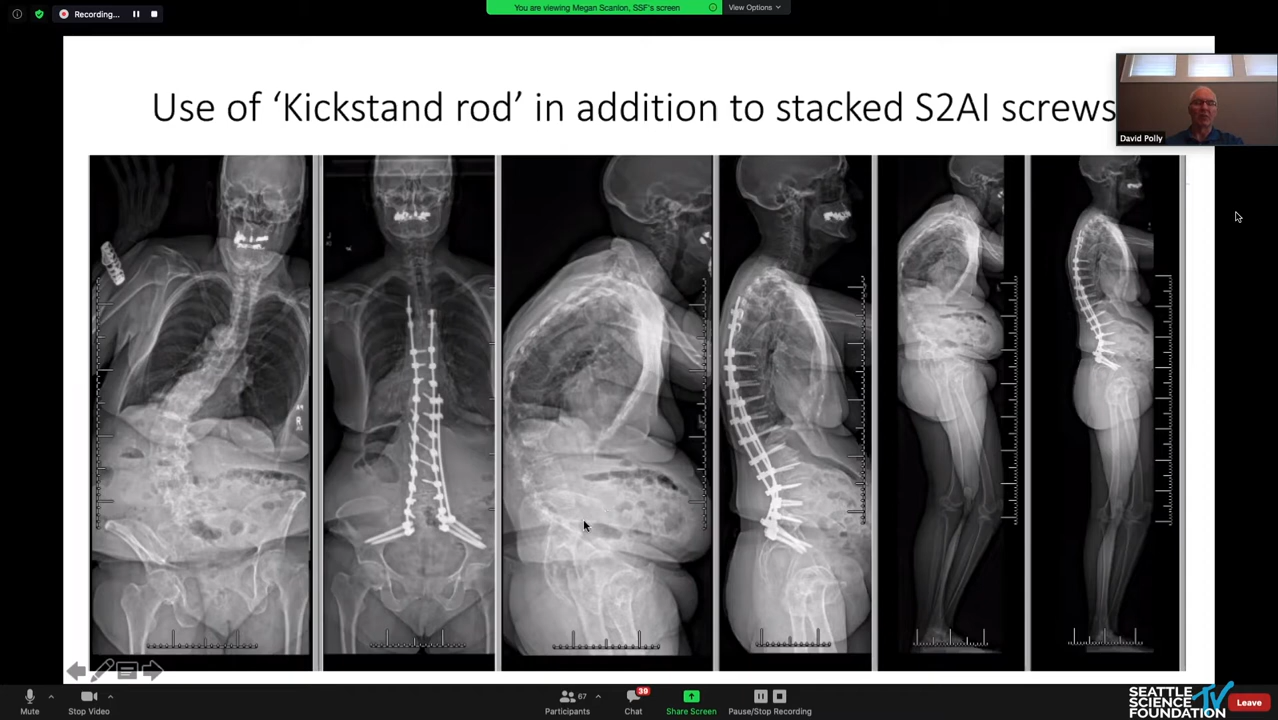 Recording...
You are viewing Megan Scanlon, SSF's screen
View Options
Use of ‘Kickstand rod’ in addition to stacked S2AI screws
David Polly
Mute
Stop Video
Participants
67
Chat
39
Share Screen
Pause/Stop Recording
SEATTLE
SCIENCE
FOUNDATION
TV
Leave